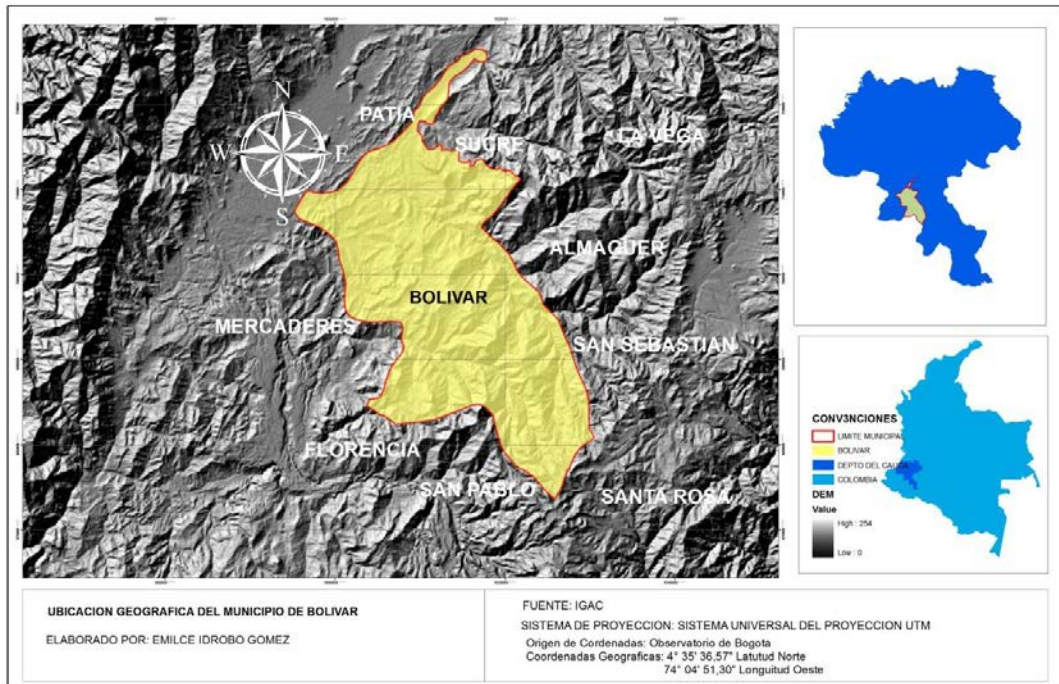 N
W
E
S
PATIA
SUCRE
LA VEGA
ALMAGUER
BOLIVAR
MERCADERES
SAN SEBASTIAN
FLORENCIA
SAN PABLO
SANTA ROSA
CONV3NCIONES
LIMITE MUNICIPAL
BOLIVAR
DEPTO DEL CAUCA
COLOMBIA
DEM
Value
High : 254
Low : 0
UBICACION GEOGRAFICA DEL MUNICIPIO DE BOLIVAR
ELABORADO POR: EMILCE IDROBO GOMEZ
FUENTE: IGAC
SISTEMA DE PROYECCION: SISTEMA UNIVERSAL DEL PROYECCION UTM
Origen de Cordenadas: Observatorio de Bogota
Coordenadas Geograficas: 4° 35' 36,57" Latutud Norte
74° 04' 51,30" Longuitud Oeste